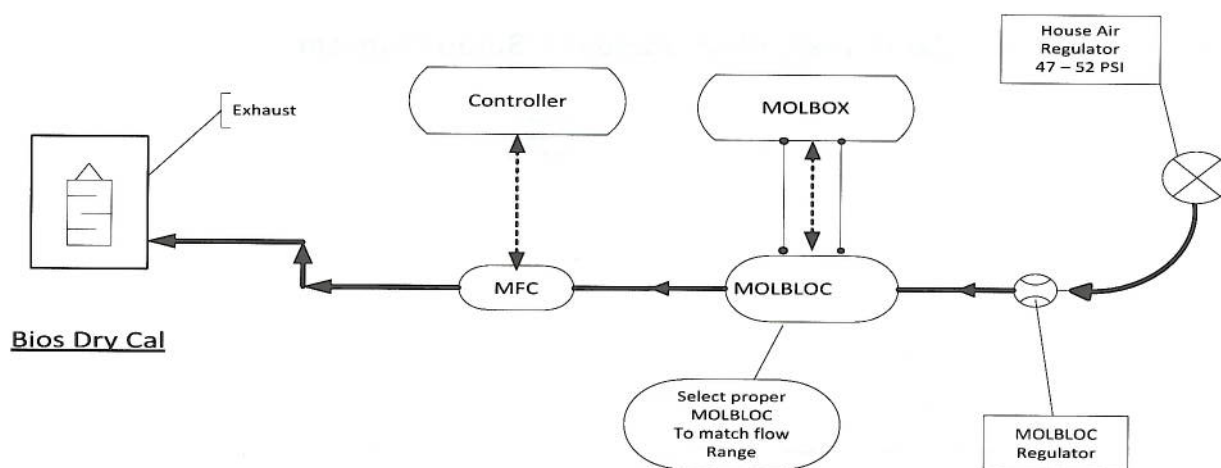 House Air
Regulator
47 – 52 PSI
Controller
MOLBOX
Exhaust
MFC
MOLBLOC
Bios Dry Cal
Select proper
MOLBLOC
To match flow
Range
MOLBLOC
Regulator